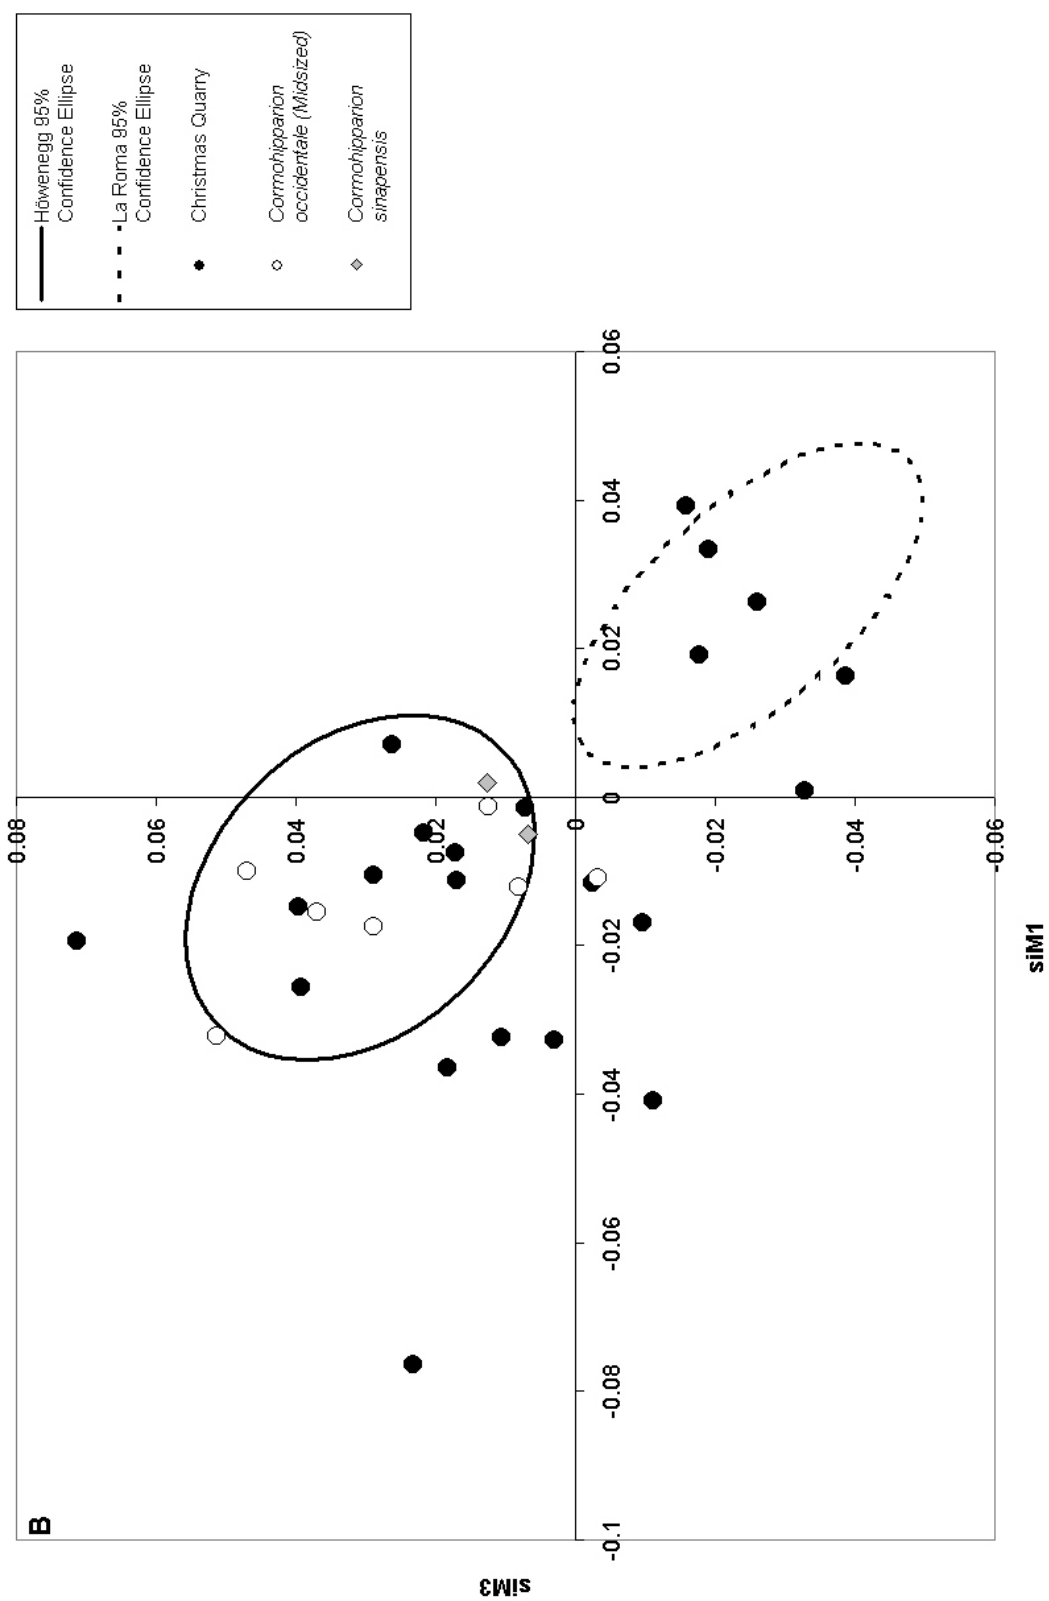 B
Höwenegg 95%
Confidence Ellipse
La Roma 95%
Confidence Ellipse
Christmas Quarry
Cormohipparion
occidentale (Midsized)
Cormohipparion
sinapensis
siM3
0.08
0.06
0.04
0.02
0
-0.02
-0.04
-0.06
-0.1
-0.08
-0.06
-0.04
-0.02
0.02
0.04
0.06
siM1